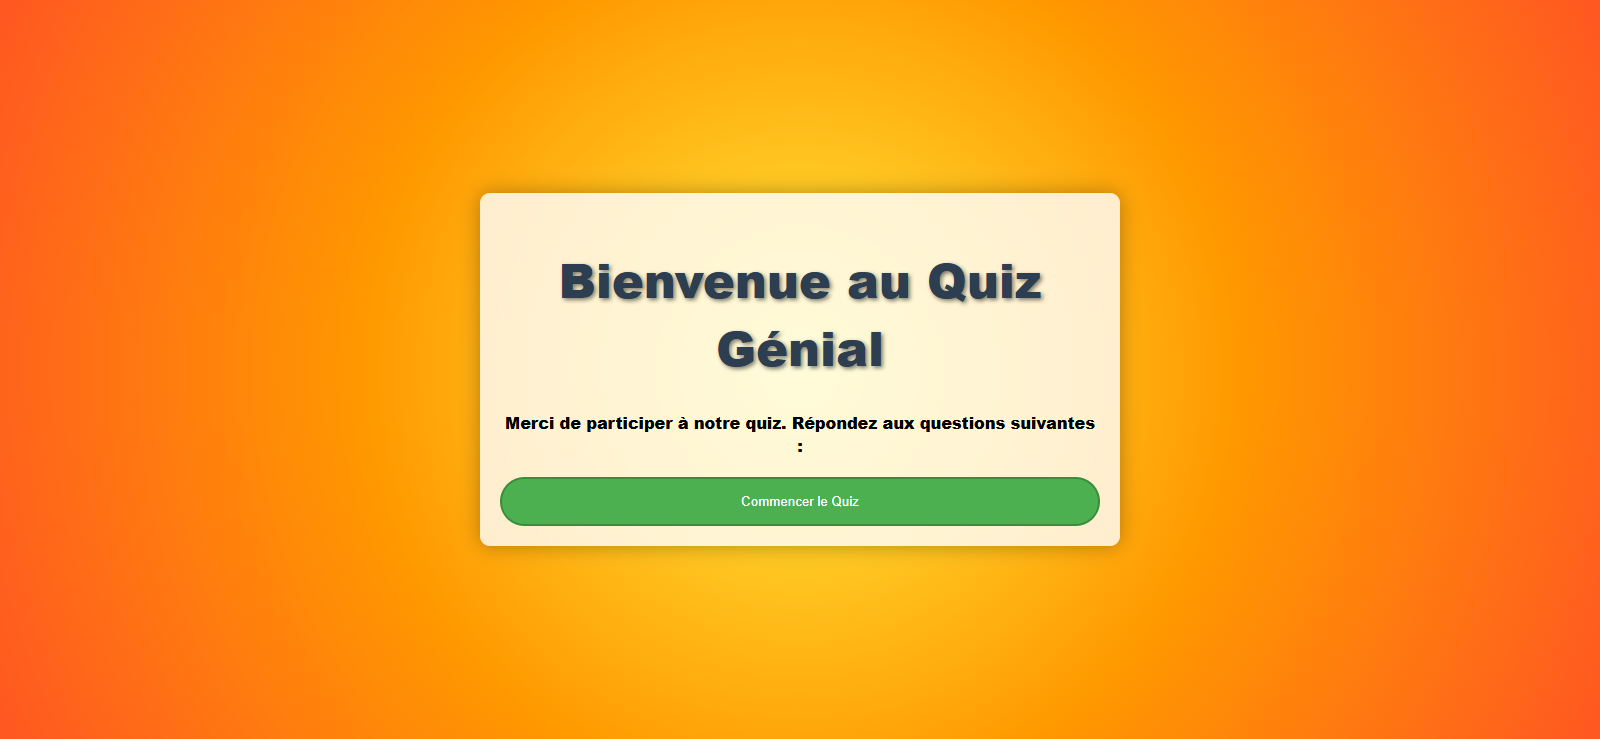 Bienvenue au Quiz
Génial
Merci de participer à notre quiz. Répondez aux questions suivantes
:
Commencer le Quiz